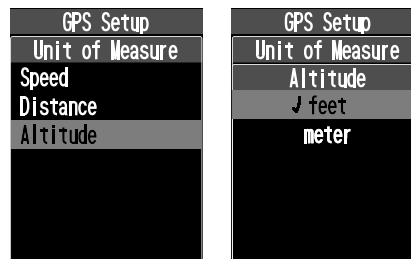 GPS Setup
Unit of Measure
Speed
Distance
Altitude
GPS Setup
Unit of Measure
Altitude
✓ feet
meter